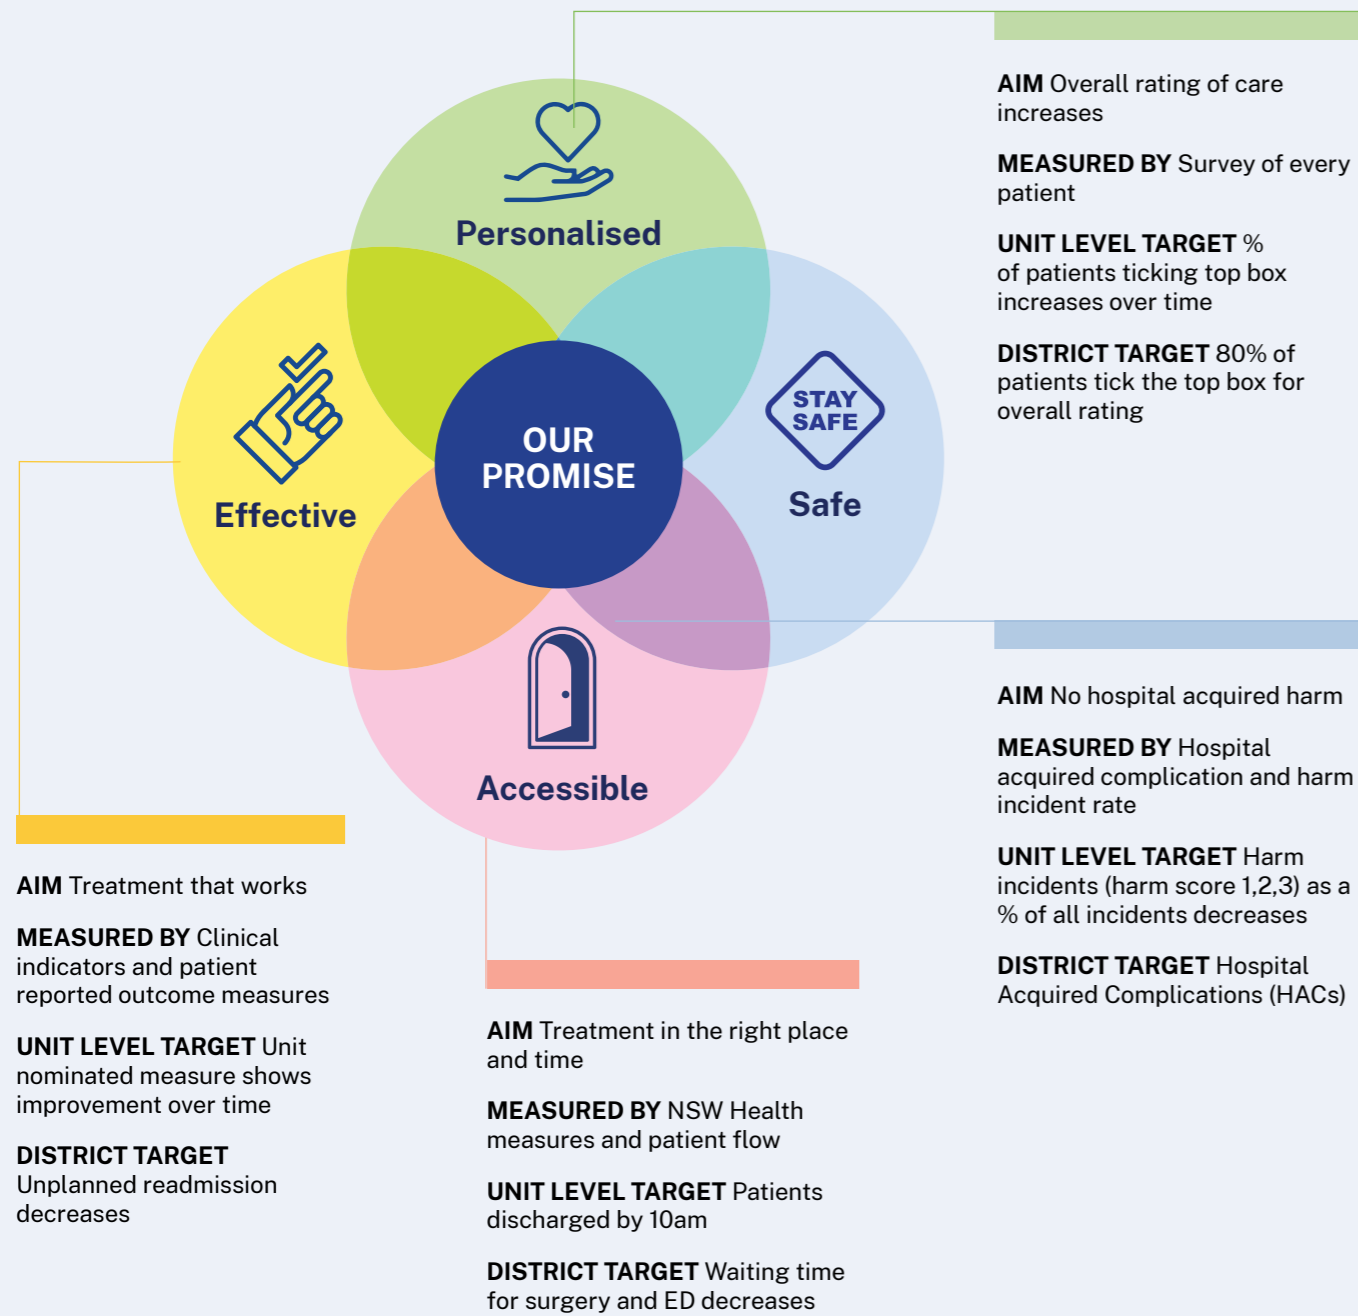 Personalised
Effective
OUR
PROMISE
STAY
SAFE
Safe
Accessible
AIM Overall rating of care
increases
MEASURED BY Survey of every
patient
UNIT LEVEL TARGET %
of patients ticking top box
increases over time
DISTRICT TARGET 80% of
patients tick the top box for
overall rating
AIM No hospital acquired harm
MEASURED BY Hospital
acquired complication and harm
incident rate
UNIT LEVEL TARGET Harm
incidents (harm score 1,2,3) as a
% of all incidents decreases
DISTRICT TARGET Hospital
Acquired Complications (HACs)
AIM Treatment that works
MEASURED BY Clinical
indicators and patient
reported outcome measures
UNIT LEVEL TARGET Unit
nominated measure shows
improvement over time
DISTRICT TARGET
Unplanned readmission
decreases
AIM Treatment in the right place
and time
MEASURED BY NSW Health
measures and patient flow
UNIT LEVEL TARGET Patients
discharged by 10am
DISTRICT TARGET Waiting time
for surgery and ED decreases